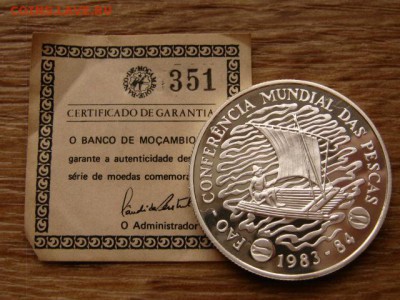 351
CERTIFICADO DE GARANTIA
O BANCO DE MOÇAMBIQ
garante a autenticidade des
série de moedas comemora
O Administrador
FAO CONFERÊNCIA MUNDIAL DAS PESCAS
1983-84